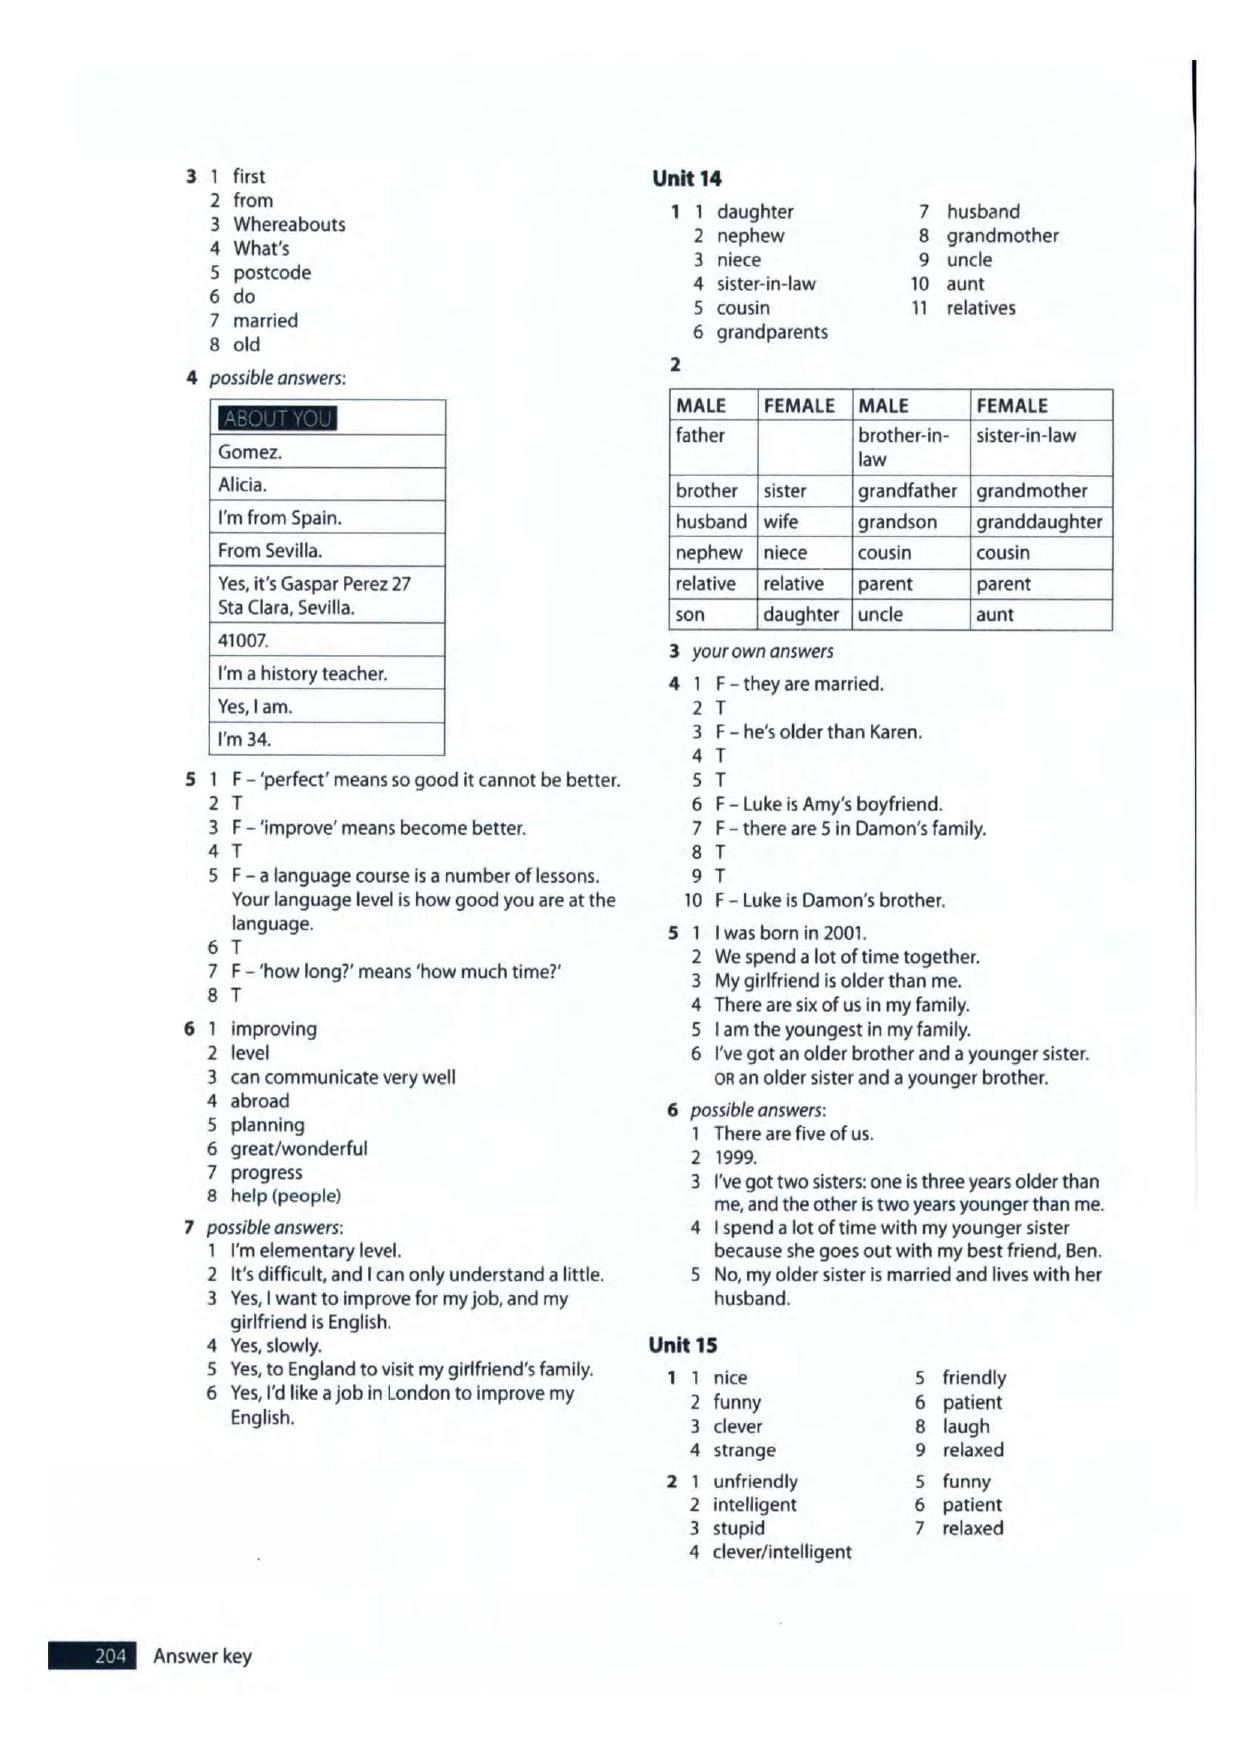 3 1 first
2 from
3 Whereabouts
4 What's
5 postcode
6 do
7 married
8 old
4 possible answers:
ABOUT YOU
Gomez.
Alicia.
I'm from Spain.
From Sevilla.
Yes, it's Gaspar Perez 27
Sta Clara, Sevilla.
41007.
I'm a history teacher.
Yes, I am.
I'm 34.
5 1 F – 'perfect' means so good it cannot be better.
2 T
3 F – 'improve' means become better.
4 T
5 F – a language course is a number of lessons.
Your language level is how good you are at the
language.
6 T
7 F – 'how long?' means 'how much time?'
8 T
6 1 improving
2 level
3 can communicate very well
4 abroad
5 planning
6 great/wonderful
7 progress
8 help (people)
7 possible answers:
1 I'm elementary level.
2 It's difficult, and I can only understand a little.
3 Yes, I want to improve for my job, and my
girlfriend is English.
4 Yes, slowly.
5 Yes, to England to visit my girlfriend's family.
6 Yes, I'd like a job in London to improve my
English.
Unit 14
1 1 daughter 7 husband
2 nephew 8 grandmother
3 niece 9 uncle
4 sister-in-law 10 aunt
5 cousin 11 relatives
6 grandparents
2
MALE FEMALE MALE FEMALE
father brother-in- sister-in-law
law
brother sister grandfather grandmother
husband wife grandson granddaughter
nephew niece cousin cousin
relative relative parent parent
son daughter uncle aunt
3 your own answers
4 1 F – they are married.
2 T
3 F – he's older than Karen.
4 T
5 T
6 F – Luke is Amy's boyfriend.
7 F – there are 5 in Damon's family.
8 T
9 T
10 F – Luke is Damon's brother.
5 1 I was born in 2001.
2 We spend a lot of time together.
3 My girlfriend is older than me.
4 There are six of us in my family.
5 I am the youngest in my family.
6 I've got an older brother and a younger sister.
OR an older sister and a younger brother.
6 possible answers:
1 There are five of us.
2 1999.
3 I've got two sisters: one is three years older than
me, and the other is two years younger than me.
4 I spend a lot of time with my younger sister
because she goes out with my best friend, Ben.
5 No, my older sister is married and lives with her
husband.
Unit 15
1 1 nice 5 friendly
2 funny 6 patient
3 clever 8 laugh
4 strange 9 relaxed
2 1 unfriendly 5 funny
2 intelligent 6 patient
3 stupid 7 relaxed
4 clever/intelligent
204 Answer key